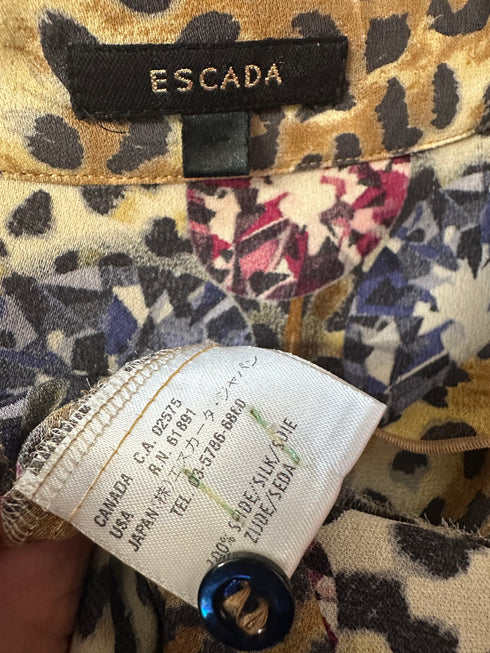 ESCADA
CANADA C.A. 02575
USA R.N. 61891
JAPAN (株)エスカーダ・ジャパン
TEL 03-5786-6860
100% SEIDE/SILK/SOIE
ZIJDE/SEDA